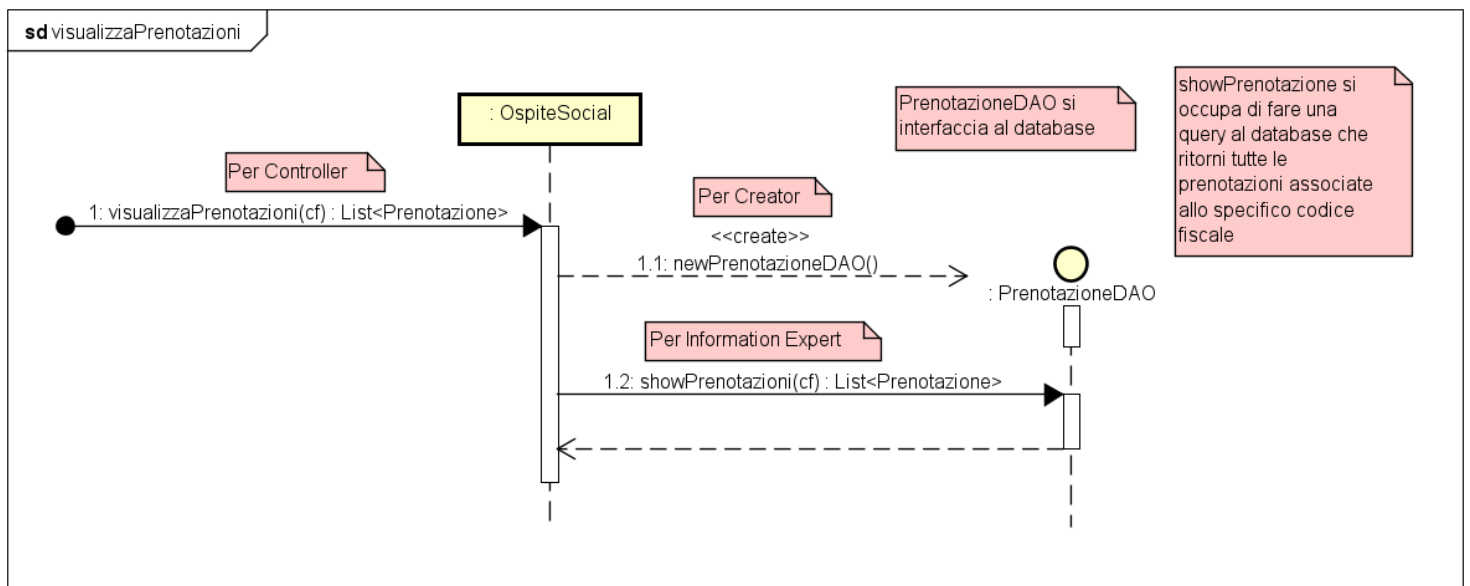 sd visualizzaPrenotazioni
: OspiteSocial
PrenotazioneDAO si
interfaccia al database
showPrenotazione si
occupa di fare una
query al database che
ritorni tutte le
prenotazioni associate
allo specifico codice
fiscale
Per Controller
1: visualizzaPrenotazioni(cf) : List<Prenotazione>
Per Creator
<<create>>
1.1: newPrenotazioneDAO()
: PrenotazioneDAO
Per Information Expert
1.2: showPrenotazioni(cf) : List<Prenotazione>